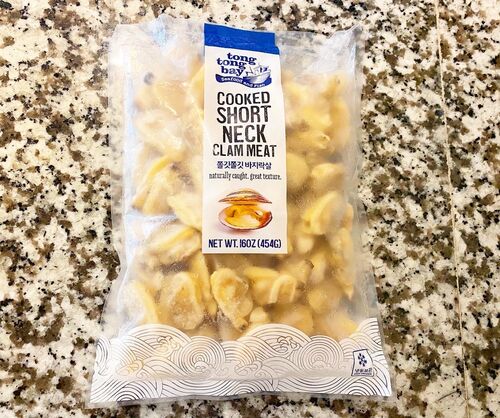 tong
tong
bay
COOKED
SHORT
NECK
CLAM MEAT
쫄깃쫄깃 바지락살
naturally caught, great texture.
NET WT. 16OZ (454G)